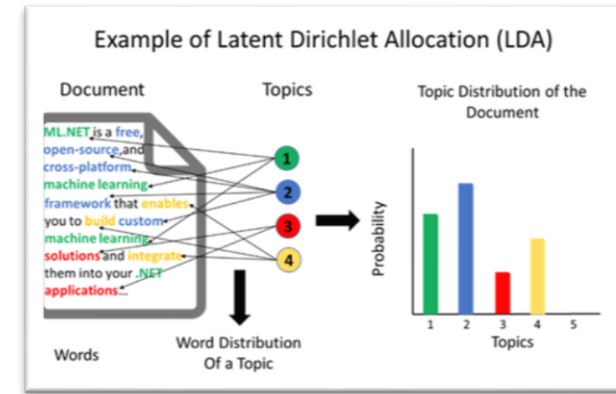 Example of Latent Dirichlet Allocation (LDA)
Document
Topics
Topic Distribution of the
Document
ML.NET is a free,
open-source, and
cross-platform
machine learning
framework that enables
you to build custom
machine learning
solutions and integrate
them into your .NET
applications...
1
2
3
4
Probability
1 2 3 4 5
Topics
Words
Word Distribution
Of a Topic